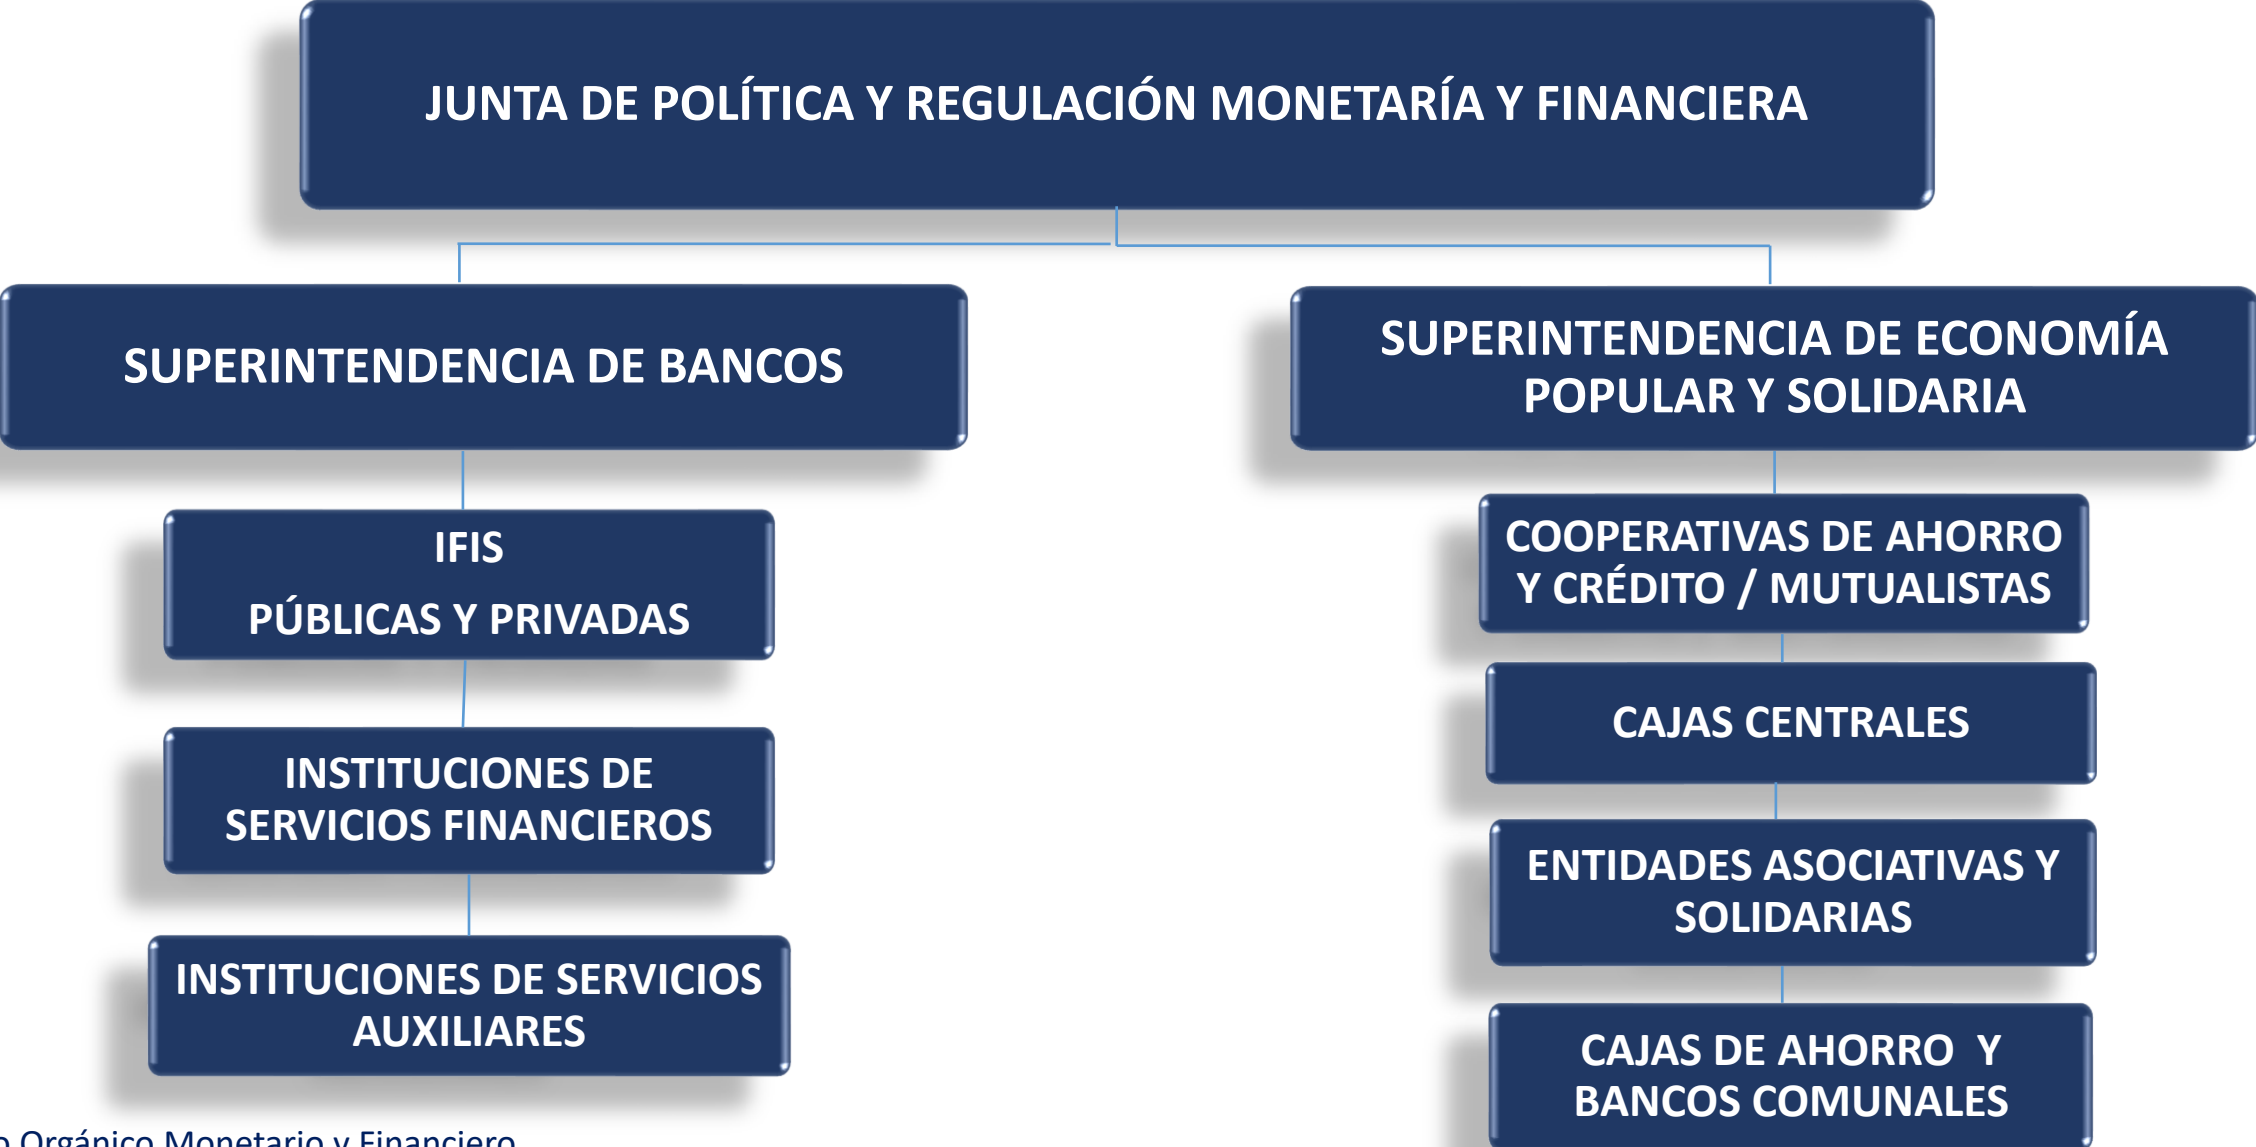 JUNTA DE POLÍTICA Y REGULACIÓN MONETARÍA Y FINANCIERA
SUPERINTENDENCIA DE BANCOS
SUPERINTENDENCIA DE ECONOMÍA
POPULAR Y SOLIDARIA
IFIS
PÚBLICAS Y PRIVADAS
INSTITUCIONES DE
SERVICIOS FINANCIEROS
INSTITUCIONES DE SERVICIOS
AUXILIARES
COOPERATIVAS DE AHORRO
Y CRÉDITO / MUTUALISTAS
CAJAS CENTRALES
ENTIDADES ASOCIATIVAS Y
SOLIDARIAS
CAJAS DE AHORRO Y
BANCOS COMUNALES
Orgánico Monetario y Financiero